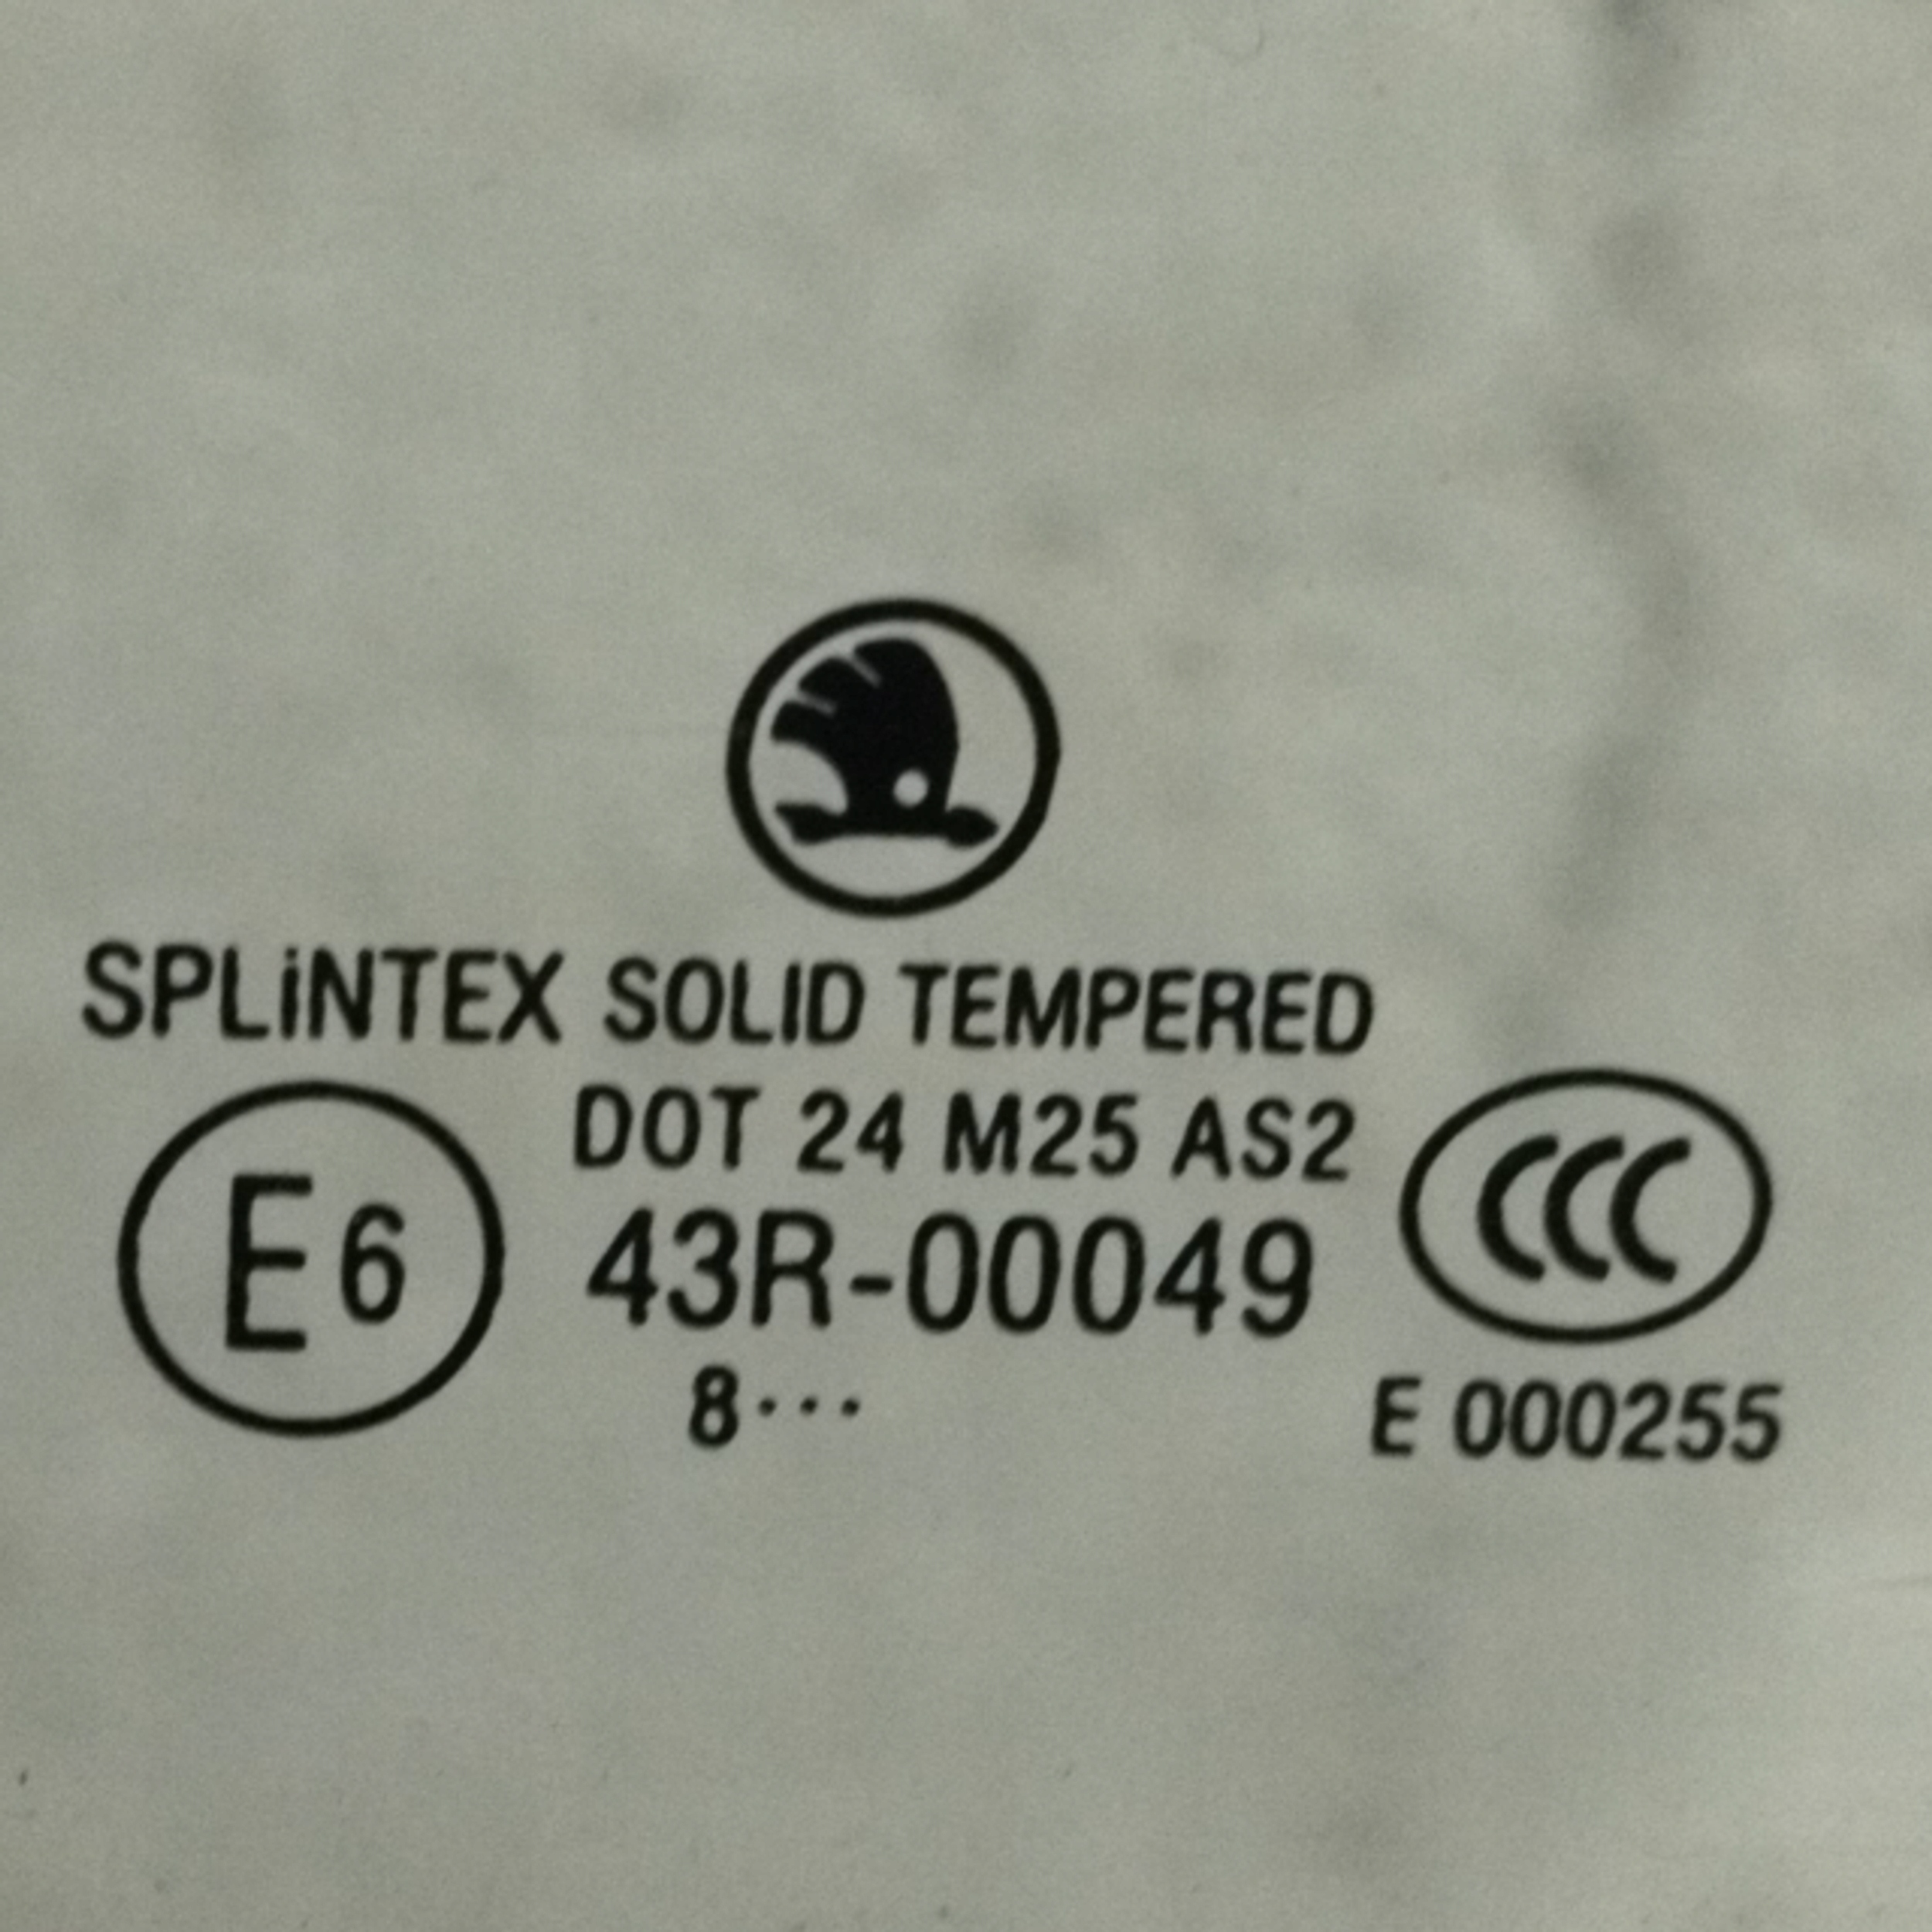 SPLiNTEX SOLID TEMPERED
DOT 24 M25 AS2
E6
43R-00049
CCC
8...
E 000255